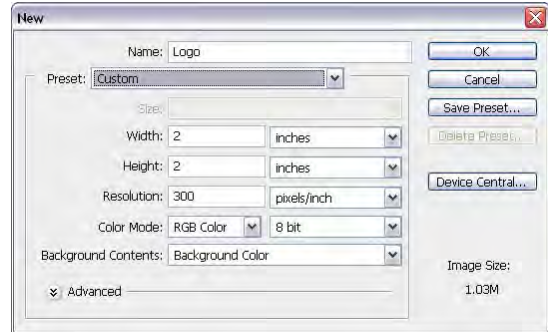 New
Name: Logo
OK
Preset: Custom
Cancel
Size:
Save Preset...
Width: 2 inches
Delete Preset...
Height: 2 inches
Device Central...
Resolution: 300 pixels/inch
Color Mode: RGB Color 8 bit
Background Contents: Background Color
Image Size:
1.03M
Advanced